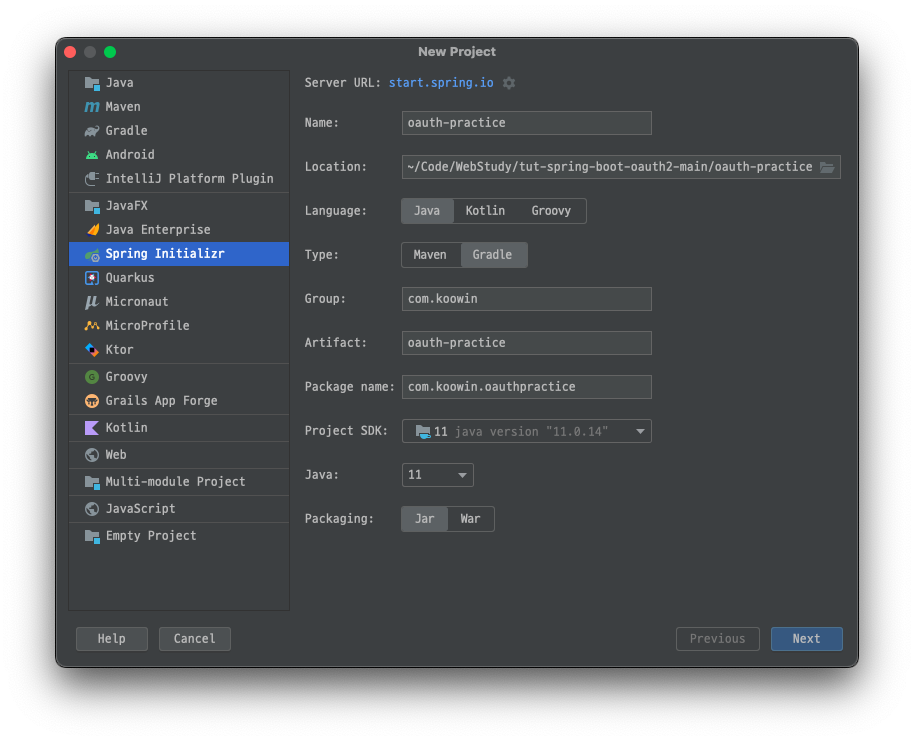 New Project
Java
Maven
Gradle
Android
IntelliJ Platform Plugin
JavaFX
Java Enterprise
Spring Initializr
Quarkus
Micronaut
MicroProfile
Ktor
Groovy
Grails App Forge
Kotlin
Web
Multi-module Project
JavaScript
Empty Project
Server URL: start.spring.io
Name: oauth-practice
Location: ~/Code/WebStudy/tut-spring-boot-oauth2-main/oauth-practice
Language: Java Kotlin Groovy
Type: Maven Gradle
Group: com.koowin
Artifact: oauth-practice
Package name: com.koowin.oauthpractice
Project SDK: 11 java version "11.0.14"
Java: 11
Packaging: Jar War
Help Cancel Previous Next